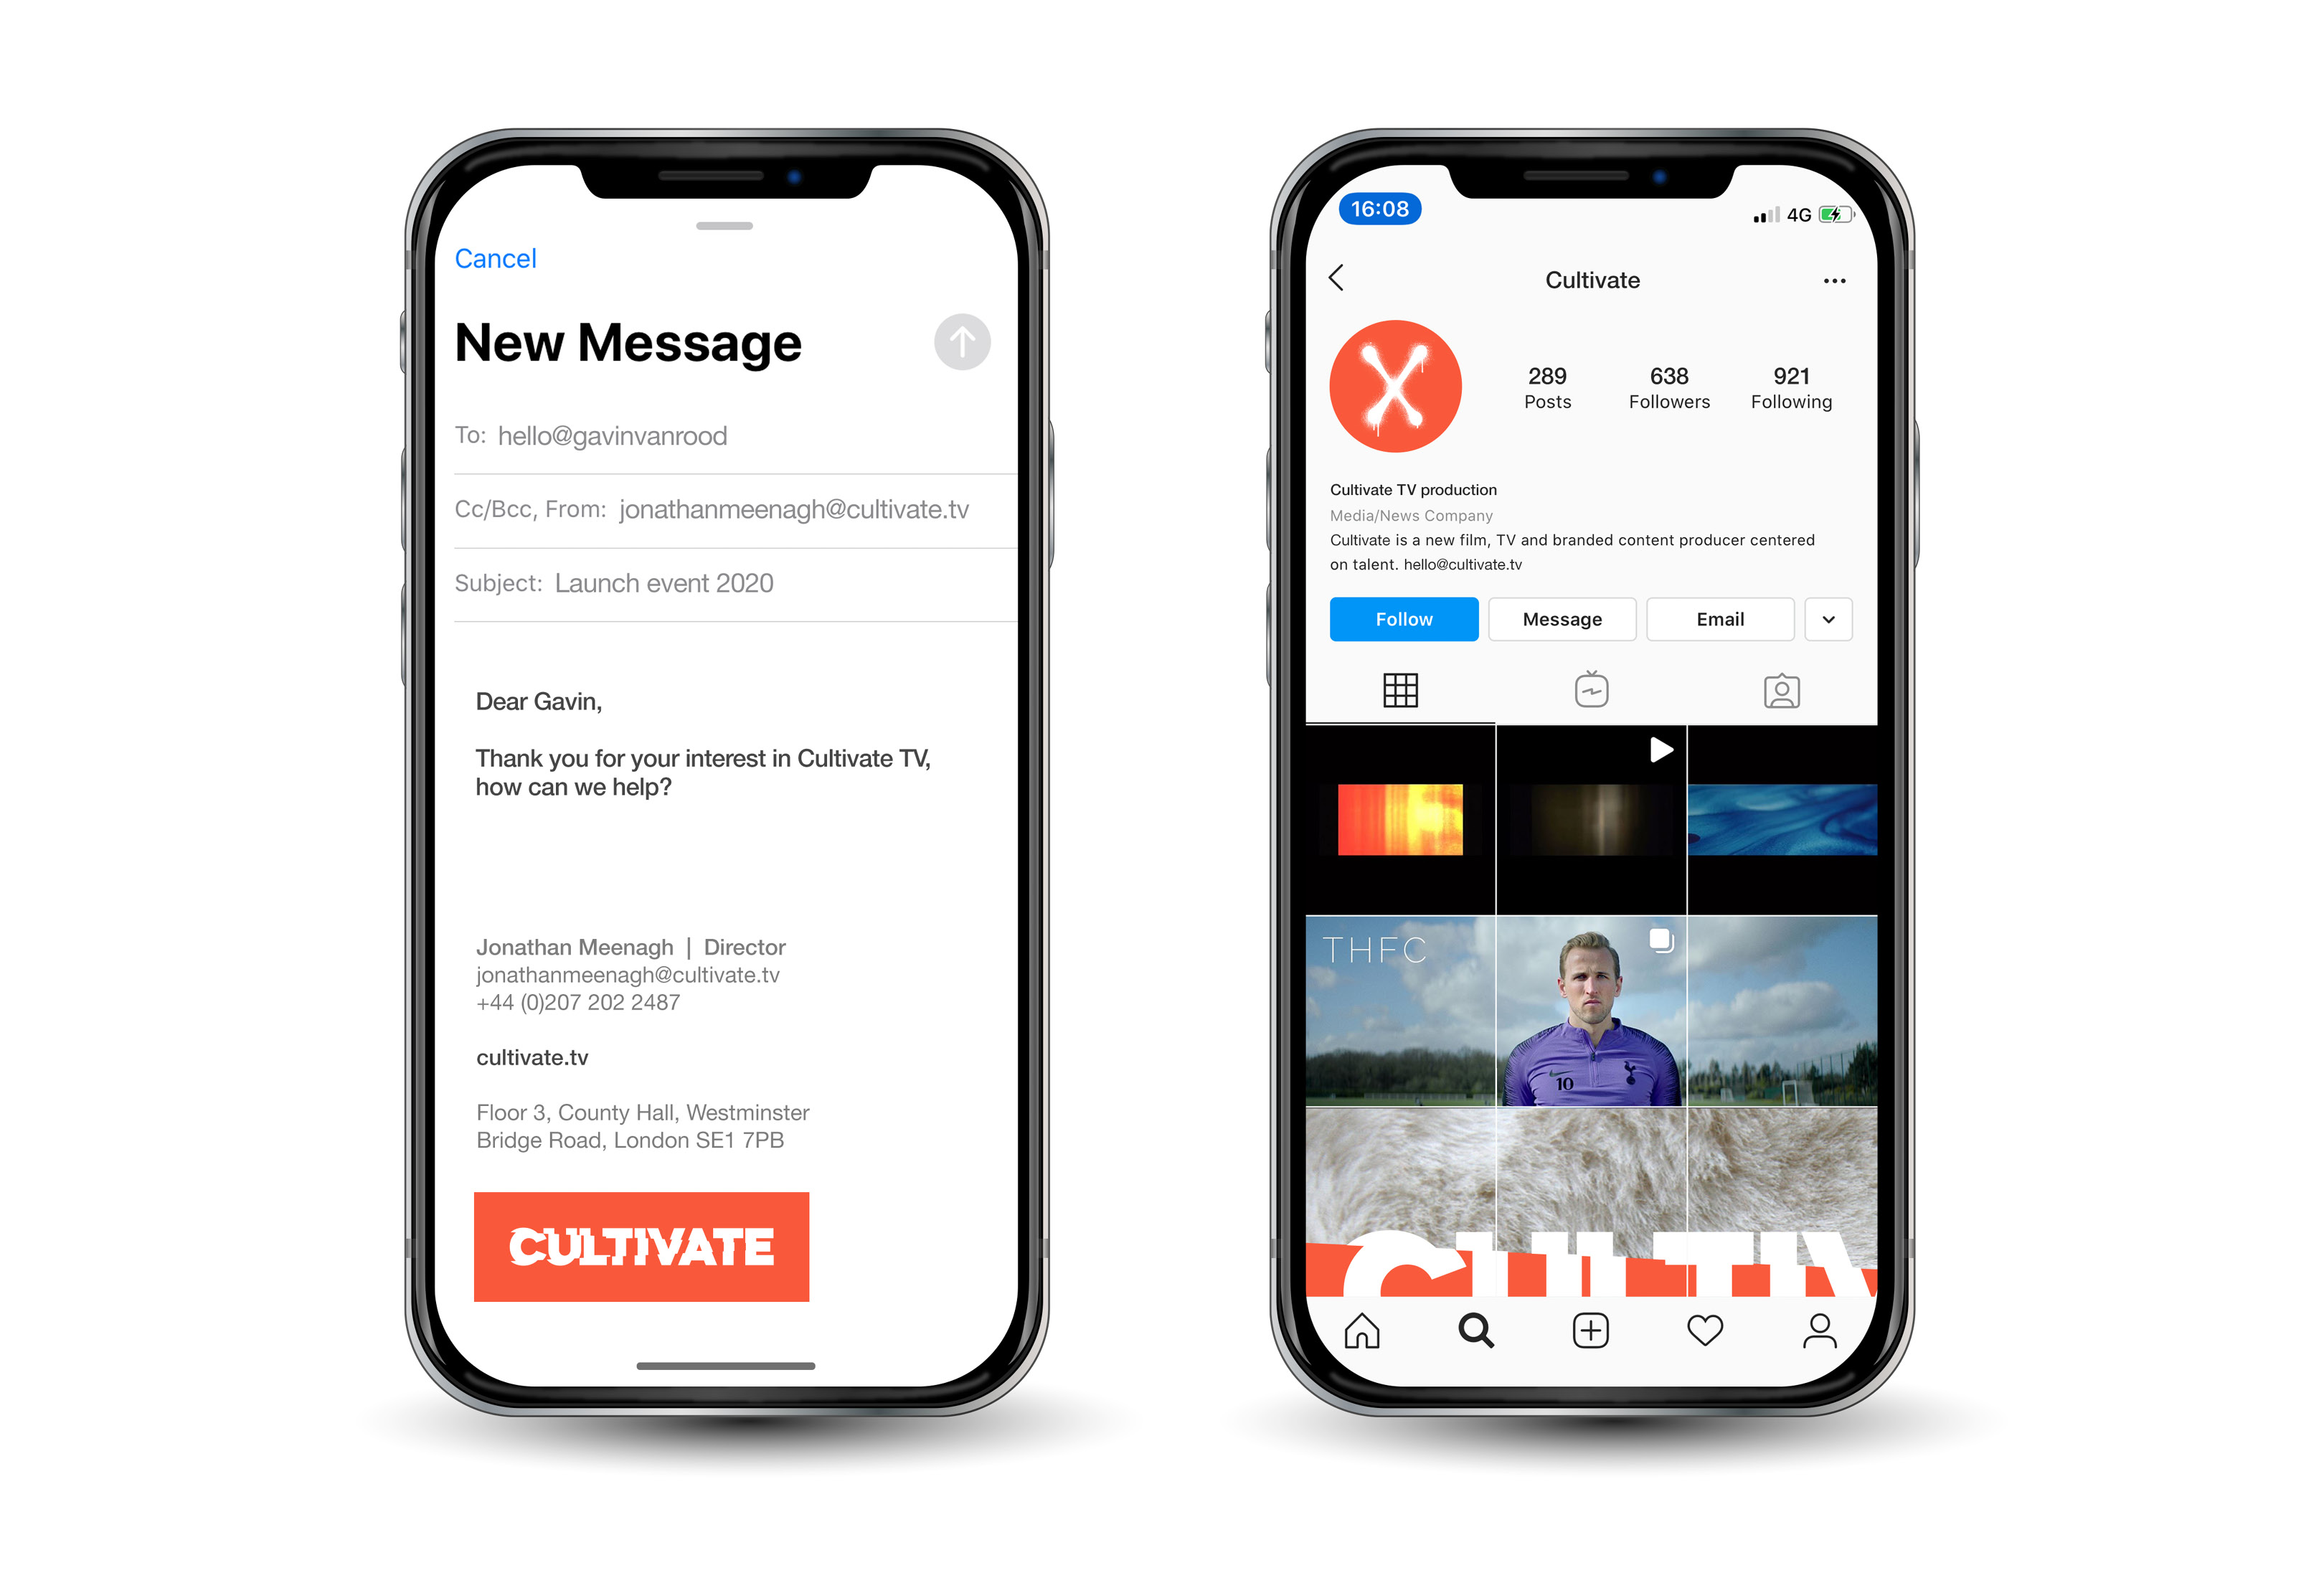 Cancel
New Message
To: hello@gavinvanrood
Cc/Bcc, From: jonathanmeenagh@cultivate.tv
Subject: Launch event 2020
Dear Gavin,
Thank you for your interest in Cultivate TV,
how can we help?
Jonathan Meenagh | Director
jonathanmeenagh@cultivate.tv
+44 (0)207 202 2487
cultivate.tv
Floor 3, County Hall, Westminster
Bridge Road, London SE1 7PB
CULTIVATE
16:08
4G
Cultivate
289 638 921
Posts Followers Following
Cultivate TV production
Media/News Company
Cultivate is a new film, TV and branded content producer centered
on talent. hello@cultivate.tv
Follow Message Email
THFC
10
CULTIV